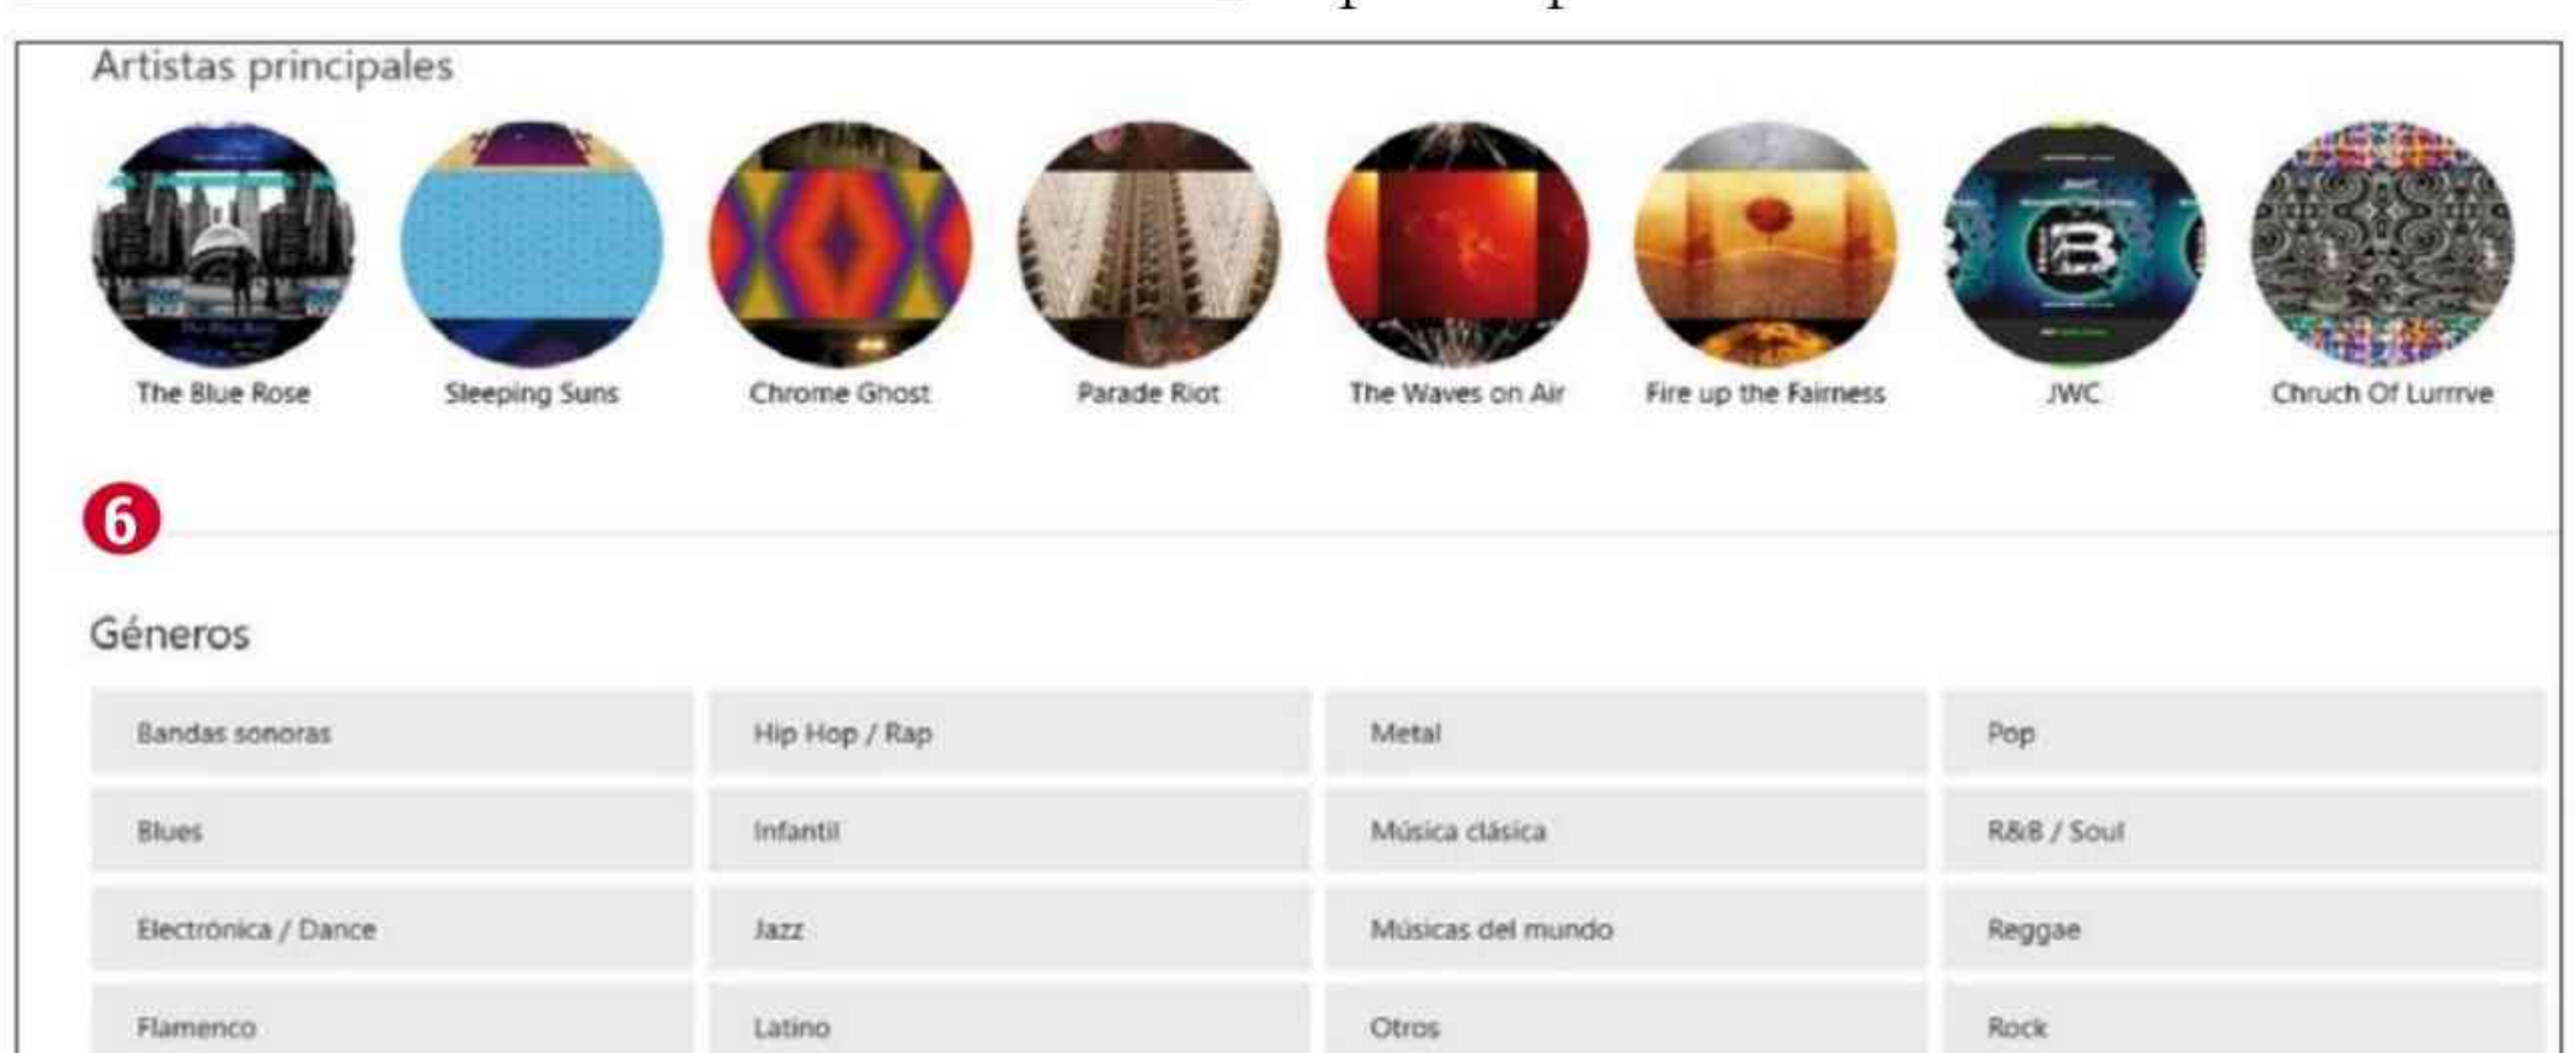 Artistas principales
The Blue Rose
Sleeping Suns
Chrome Ghost
Parade Riot
The Waves on Air
Fire up the Fairness
JWC
Chruch Of Lurrrve
6
Géneros
Bandas sonoras
Hip Hop / Rap
Metal
Pop
Blues
Infantil
Música clásica
R&B / Soul
Electrónica / Dance
Jazz
Músicas del mundo
Reggae
Flamenco
Latino
Otros
Rock